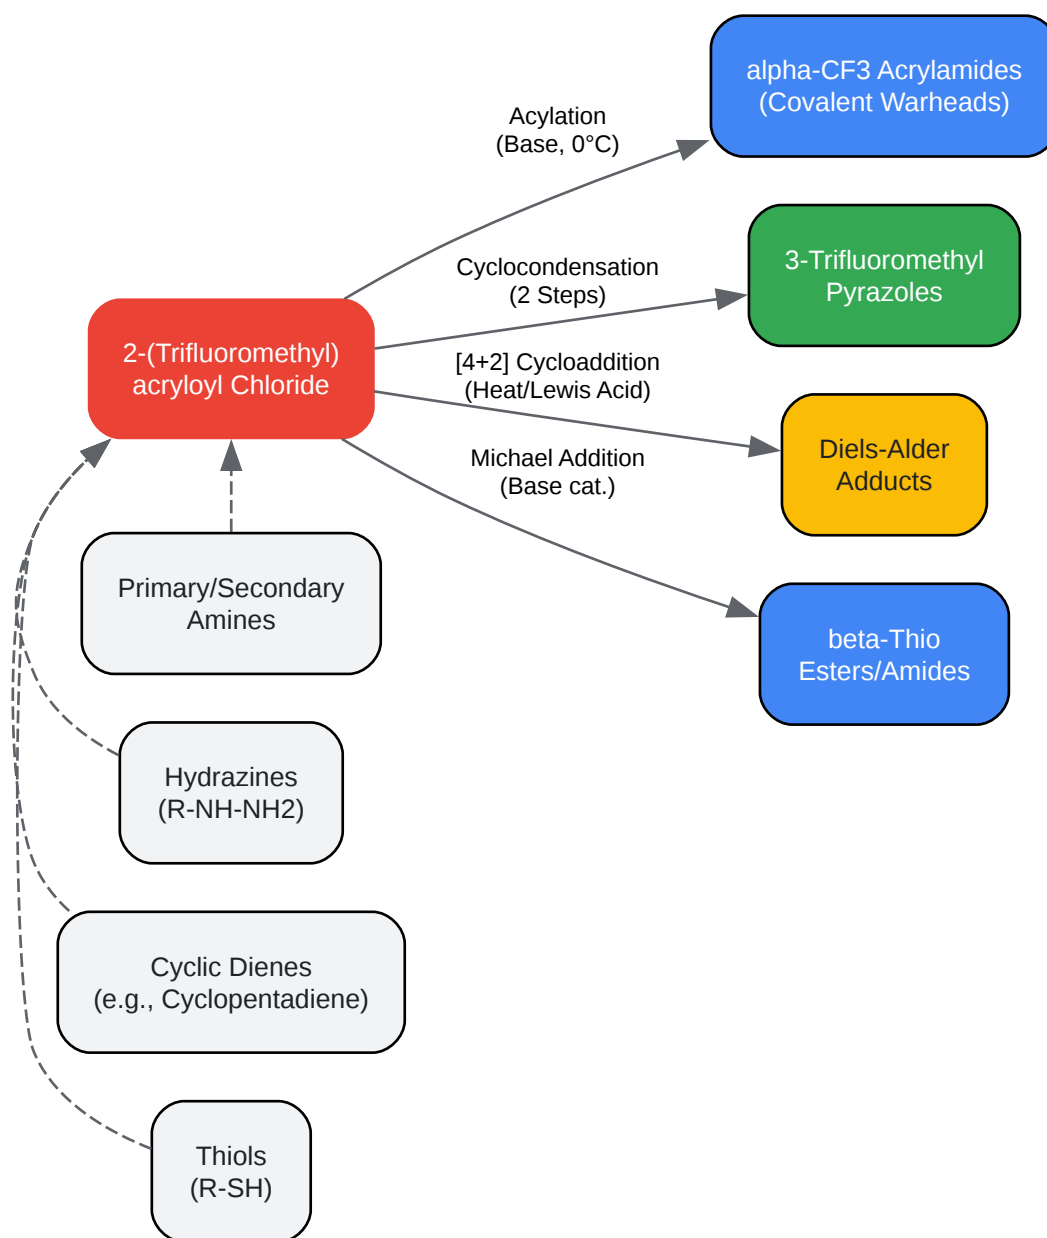 alpha-CF3 Acrylamides
(Covalent Warheads)
Acylation
(Base, 0°C)
3-Trifluoromethyl
Pyrazoles
Cyclocondensation
(2 Steps)
2-(Trifluoromethyl)
acryloyl Chloride
[4+2] Cycloaddition
(Heat/Lewis Acid)
Diels-Alder
Adducts
Michael Addition
(Base cat.)
Primary/Secondary
Amines
beta-Thio
Esters/Amides
Hydrazines
(R-NH-NH2)
Cyclic Dienes
(e.g., Cyclopentadiene)
Thiols
(R-SH)